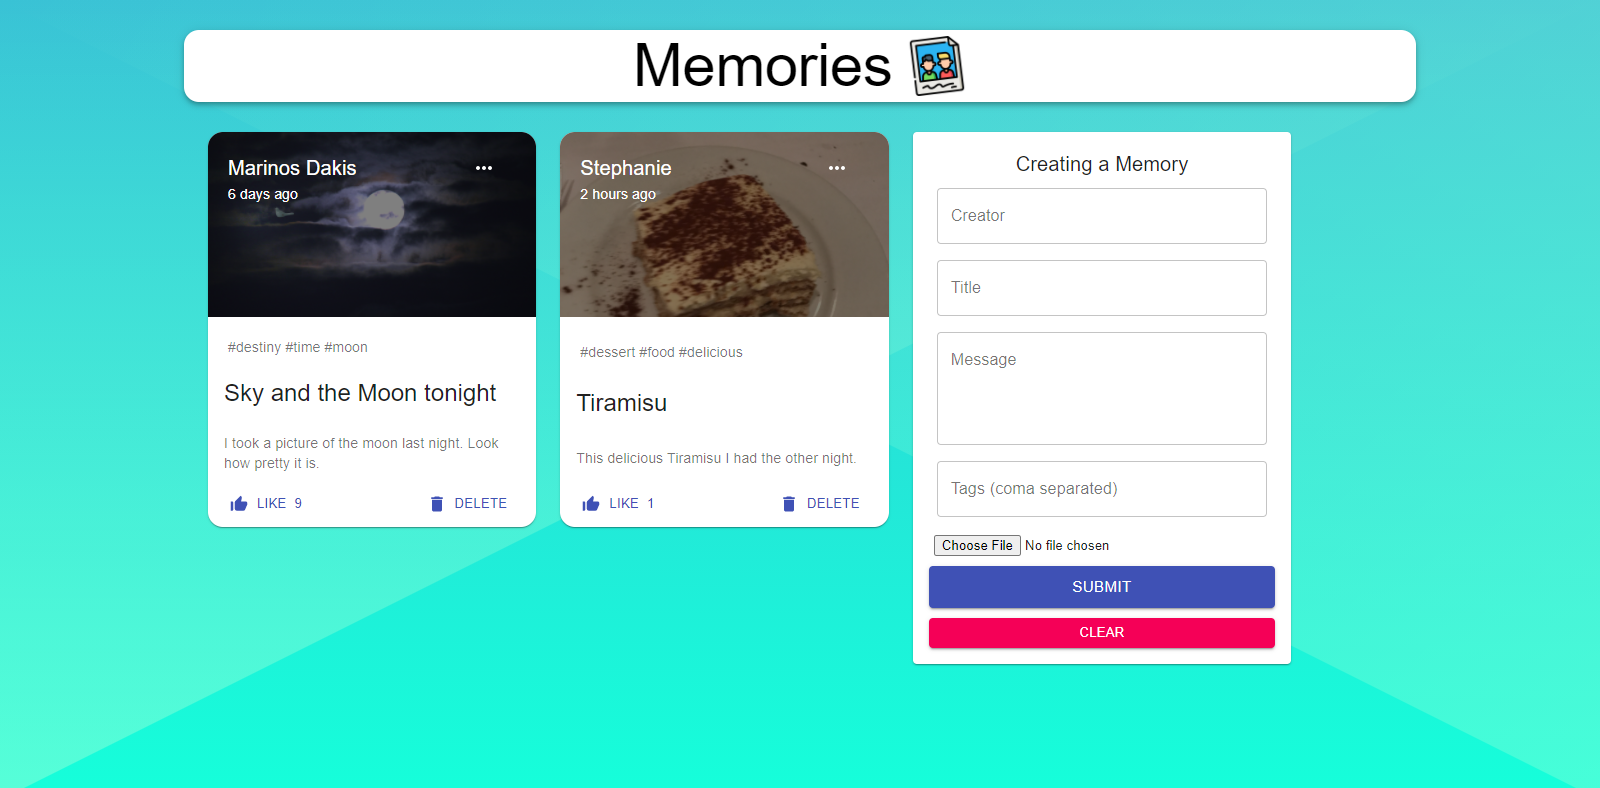 Memories
Marinos Dakis
6 days ago
#destiny #time #moon
Sky and the Moon tonight
I took a picture of the moon last night. Look
how pretty it is.
LIKE 9
DELETE
Stephanie
2 hours ago
#dessert #food #delicious
Tiramisu
This delicious Tiramisu I had the other night.
LIKE 1
DELETE
Creating a Memory
Creator
Title
Message
Tags (coma separated)
Choose File No file chosen
SUBMIT
CLEAR